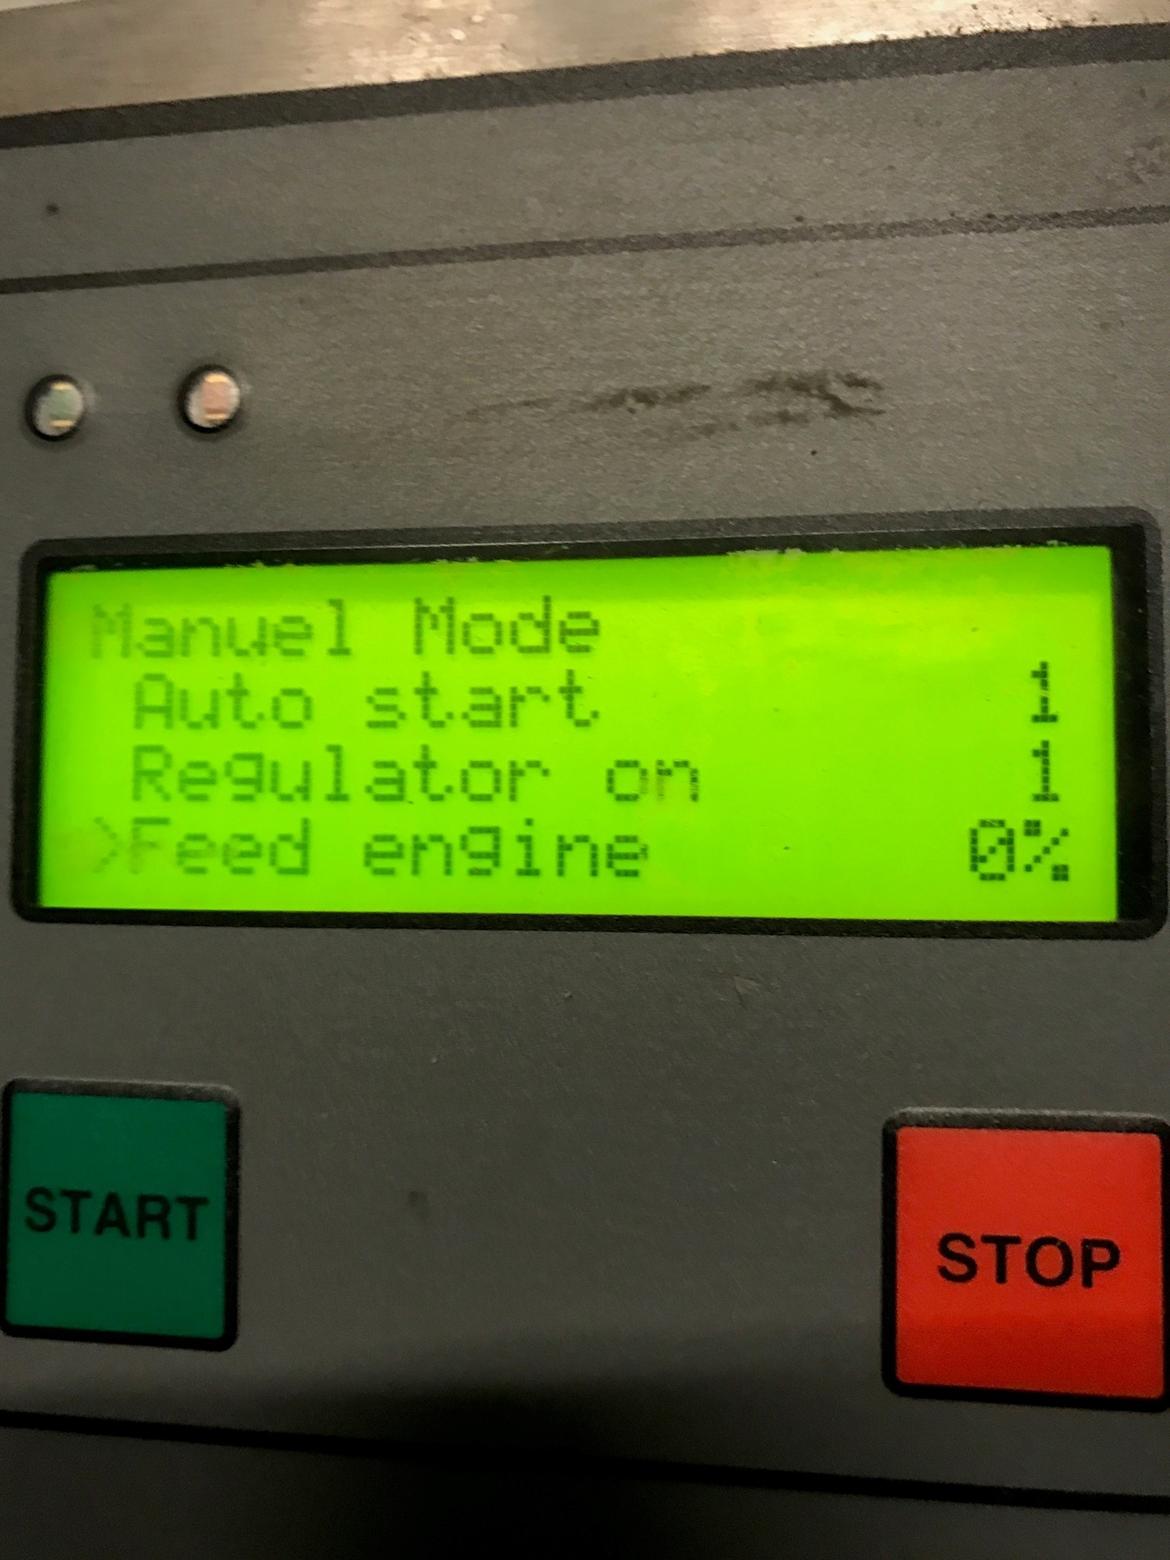 Manuel Mode
Auto start 1
Regulator on 1
>Feed engine 0%
START
STOP